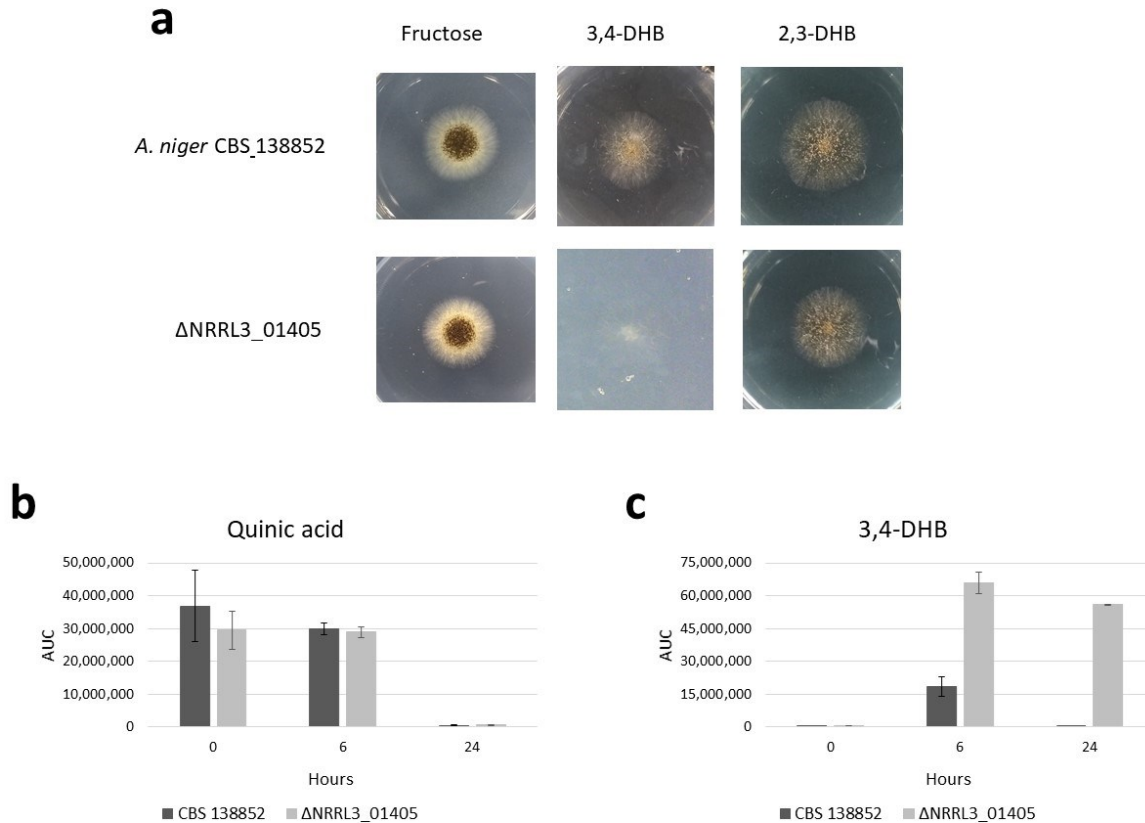 a
Fructose 3,4-DHB 2,3-DHB
A. niger CBS_138852
ΔNRRL3_01405
b
Quinic acid
50,000,000
40,000,000
30,000,000
20,000,000
10,000,000
0
AUC
0 6 24
Hours
CBS 138852 ΔNRRL3_01405
c
3,4-DHB
75,000,000
60,000,000
45,000,000
30,000,000
15,000,000
0
AUC
0 6 24
Hours
CBS 138852 ΔNRRL3_01405